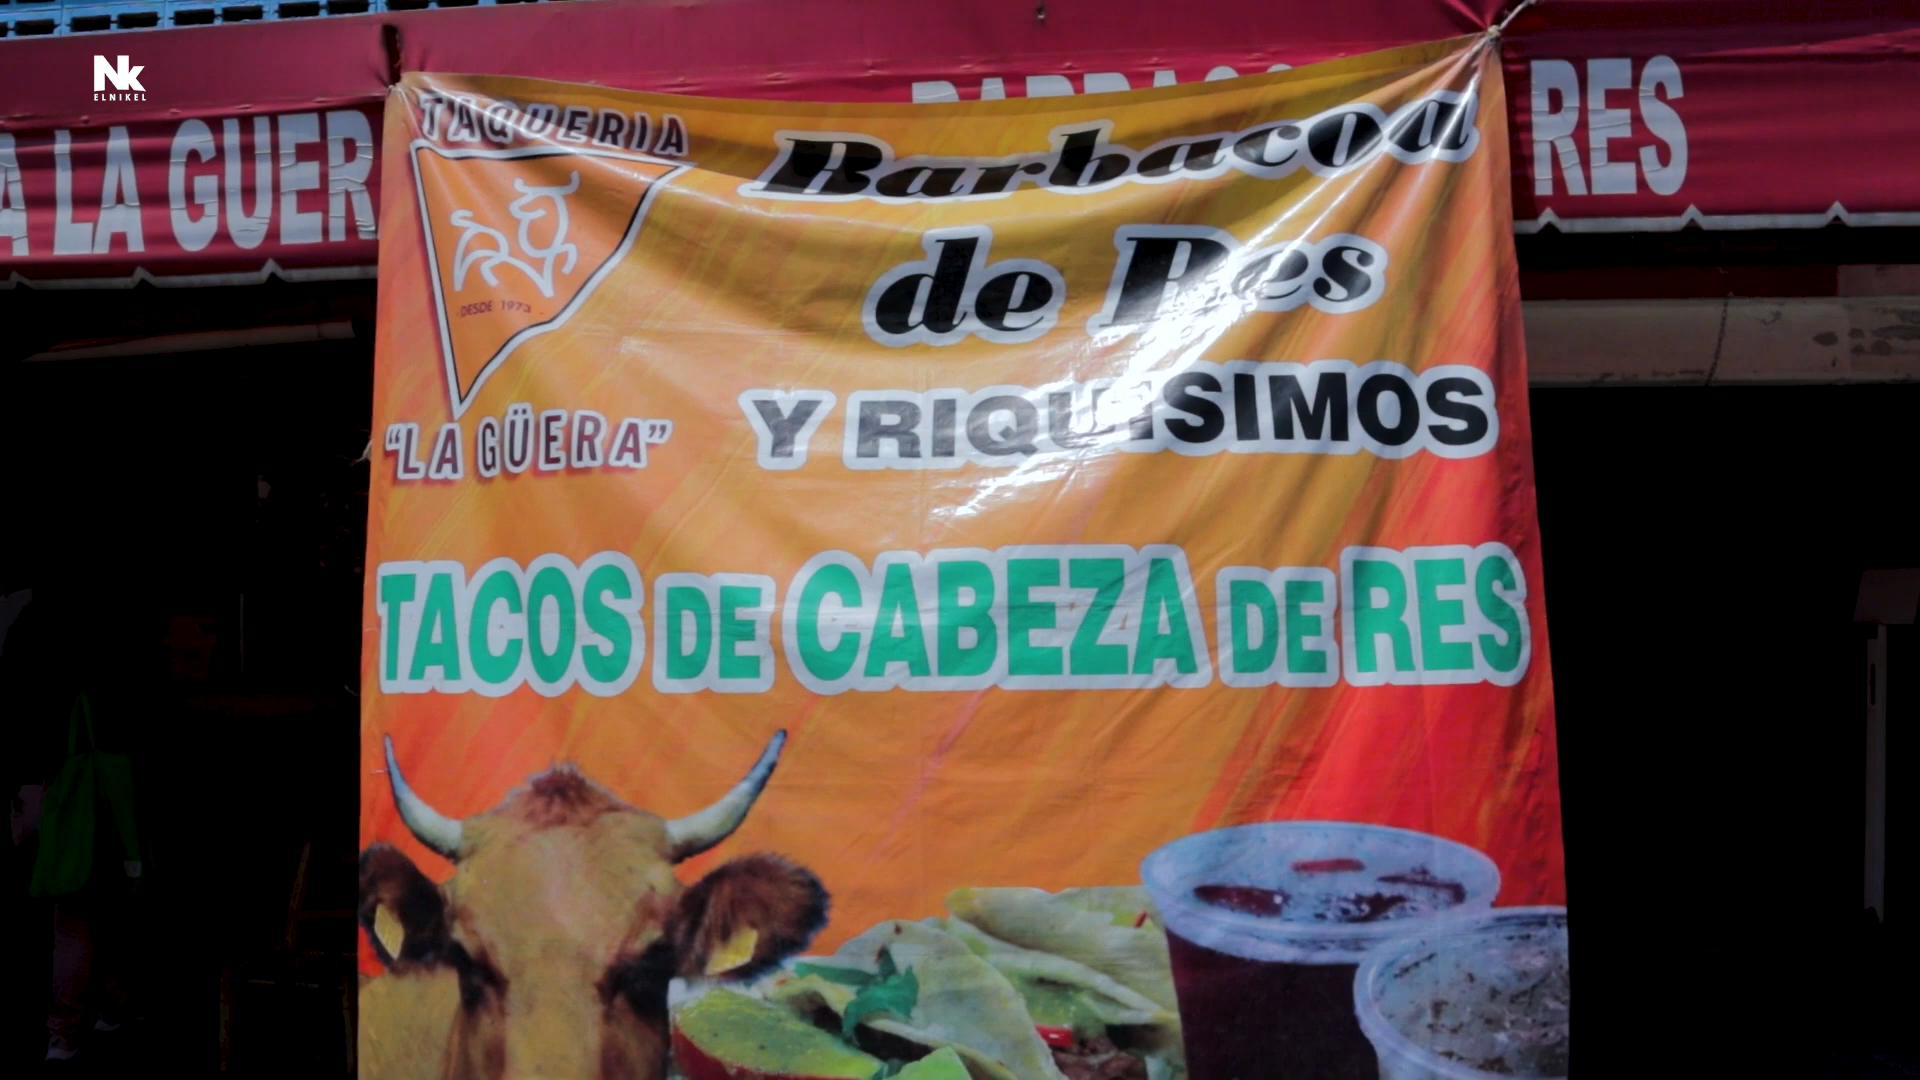 Nk
ELNIKEL
A LA GUER
RES
TAQUERIA
DESDE 1973
"LA GÜERA"
Barbacoa
de Res
Y RIQUISIMOS
TACOS DE CABEZA DE RES